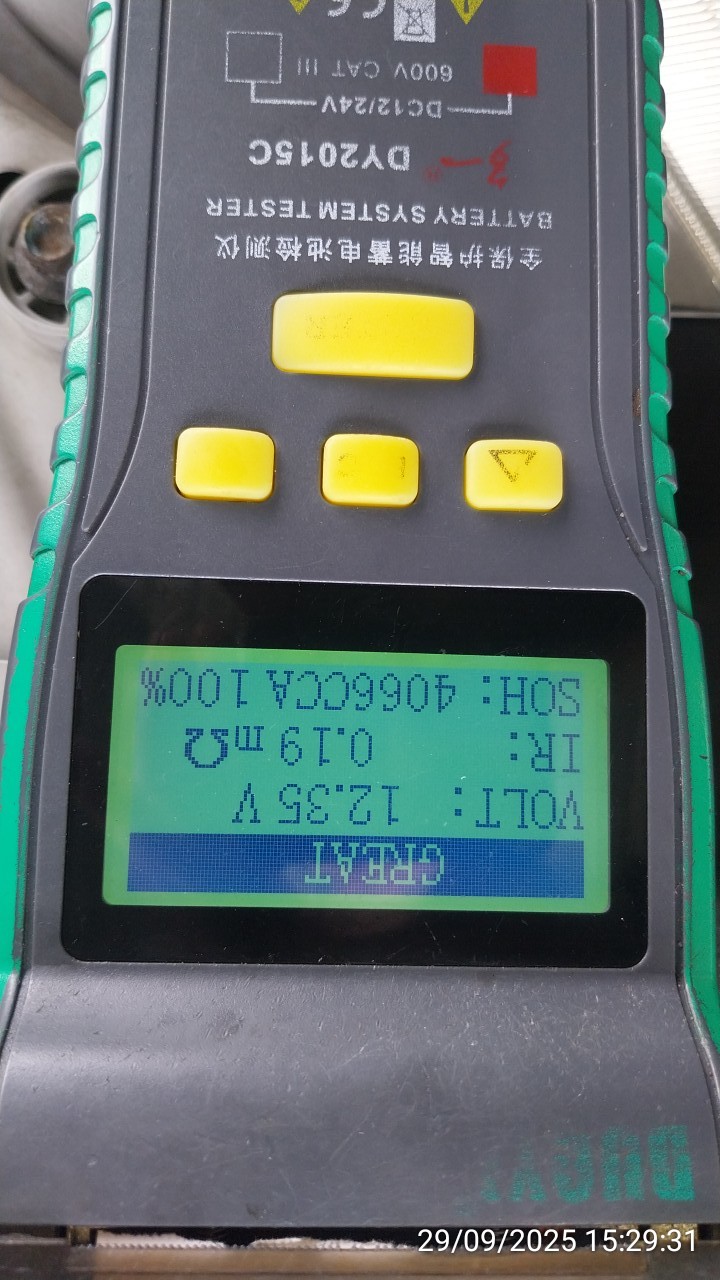 GREAT
VOLT: 12.35 V
IR: 0.19 mΩ
SOH: 4066CCA 100%
全保护智能蓄电池检测仪
BATTERY SYSTEM TESTER
DY2015C
DC12/24V
600V CAT III
CE
29/09/2025 15:29:31